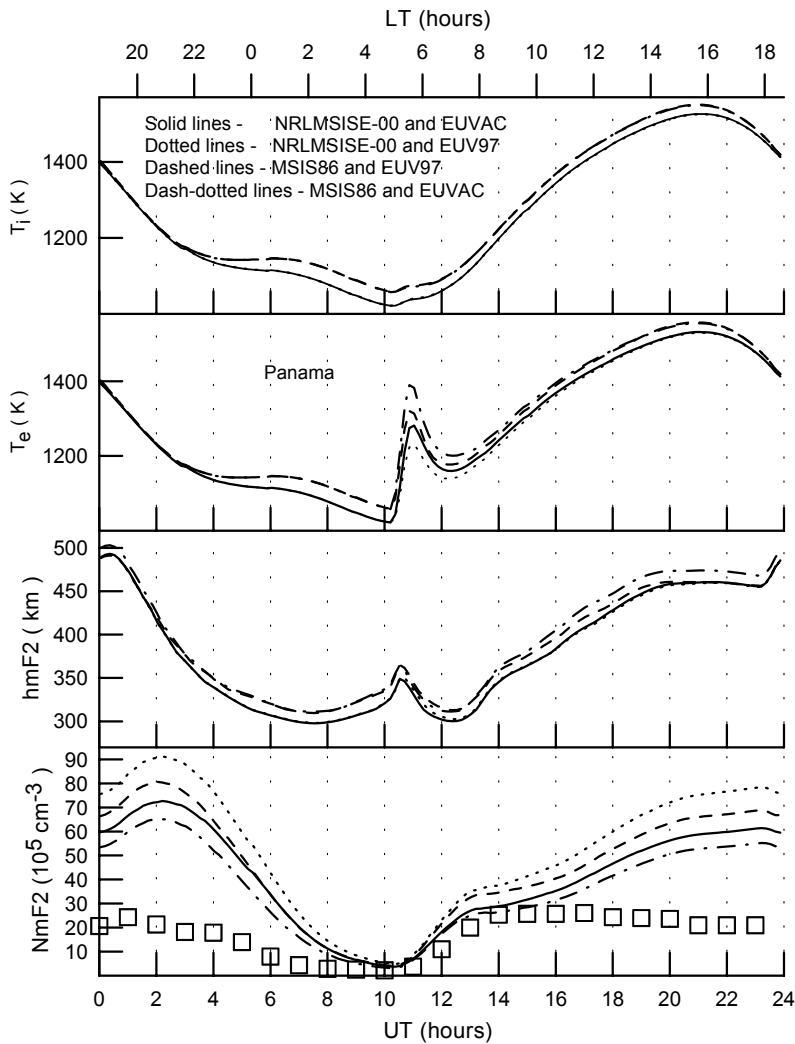 LT (hours)
20 22 0 2 4 6 8 10 12 14 16 18
Solid lines - NRLMSISE-00 and EUVAC
Dotted lines - NRLMSISE-00 and EUV97
Dashed lines - MSIS86 and EUV97
Dash-dotted lines - MSIS86 and EUVAC
Ti ( K )
1400
1200
Panama
Te ( K )
1400
1200
hmF2 ( km )
500
450
400
350
300
NmF2 (10^5 cm^-3)
90
80
70
60
50
40
30
20
10
0 2 4 6 8 10 12 14 16 18 20 22 24
UT (hours)